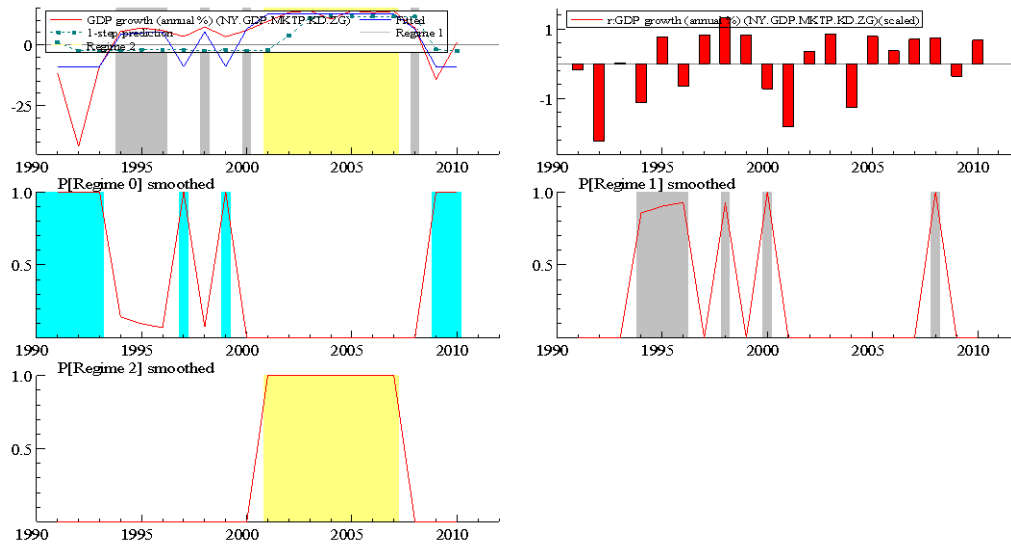 GDP growth (annual %) (NY.GDP.MKTP.KD.ZG) fitted
1-step prediction Regime 1
Regime 2
0
-25
1990 1995 2000 2005 2010
r:GDP growth (annual %) (NY.GDP.MKTP.KD.ZG)(scaled)
1
-1
1990 1995 2000 2005 2010
P[Regime 0] smoothed
1.0
0.5
1990 1995 2000 2005 2010
P[Regime 1] smoothed
1.0
0.5
1990 1995 2000 2005 2010
P[Regime 2] smoothed
1.0
0.5
1990 1995 2000 2005 2010